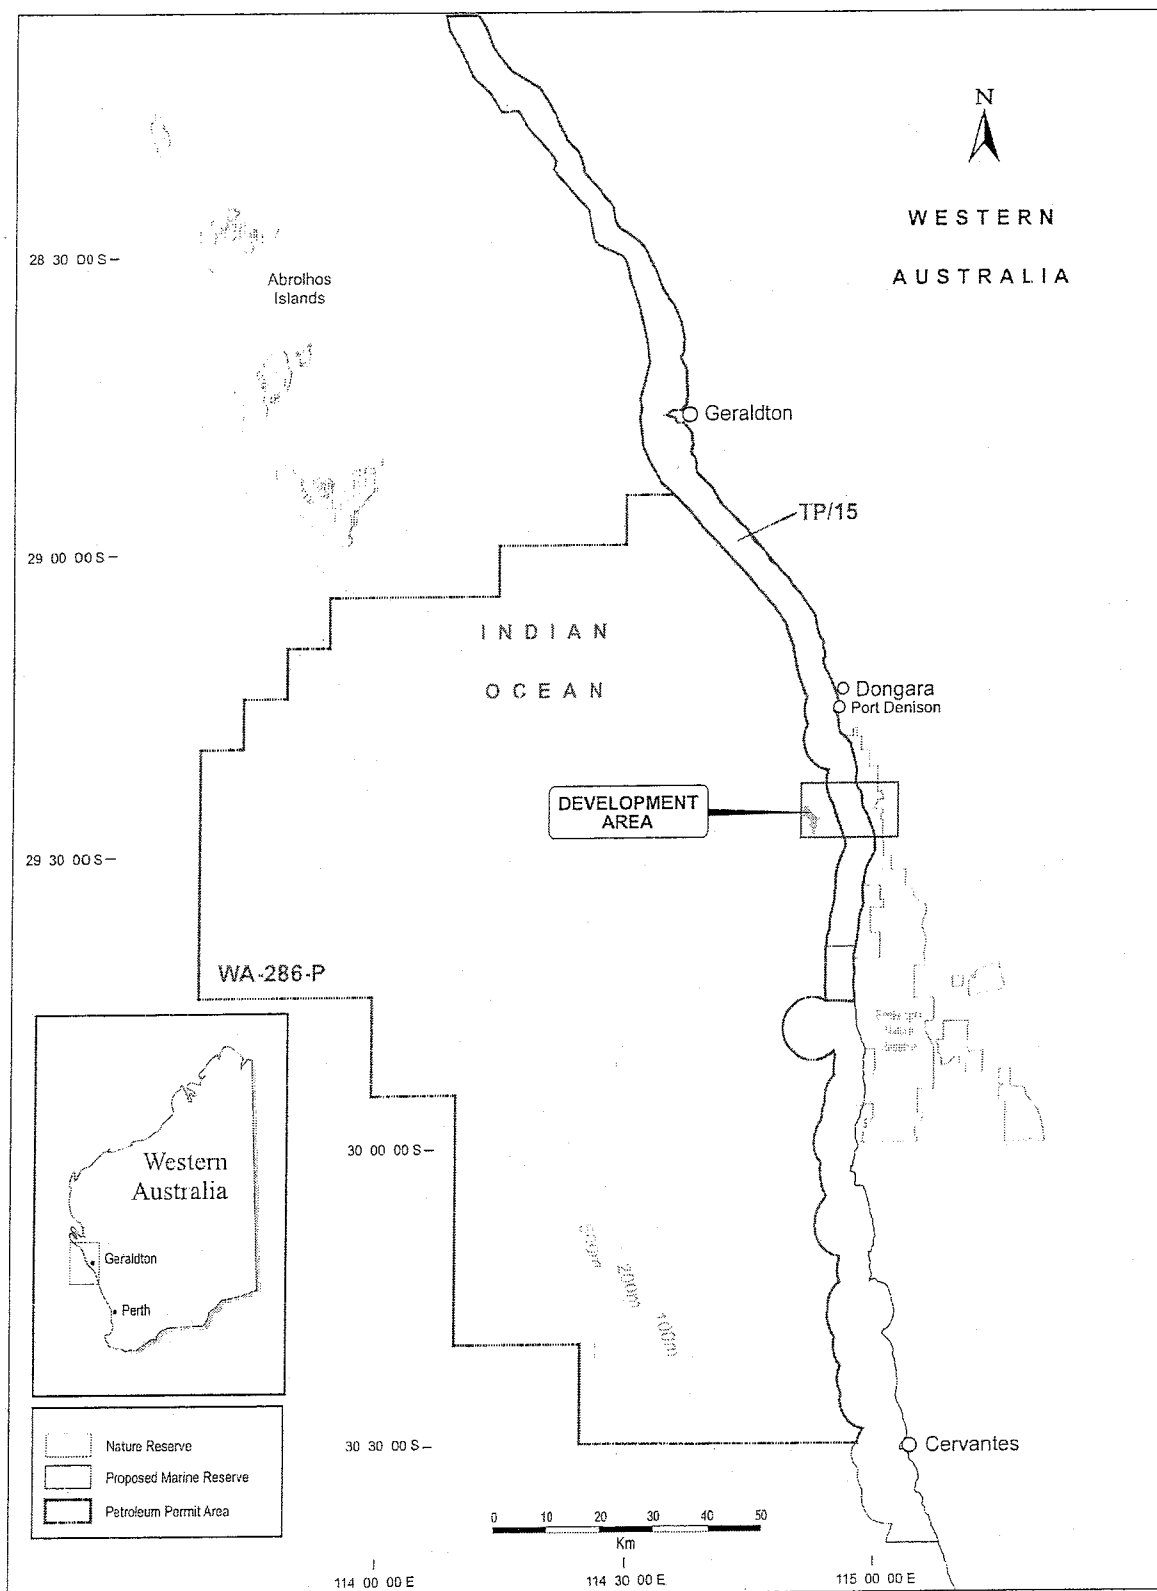 N
WESTERN
AUSTRALIA
28 30 00 S
Abrolhos
Islands
Geraldton
TP/15
29 00 00 S
INDIAN
OCEAN
Dongara
Port Denison
DEVELOPMENT
AREA
29 30 00 S
WA-286-P
Nature
Reserve
Western
Australia
30 00 00 S
Geraldton
Perth
200m
100m
30 30 00 S
Cervantes
Nature Reserve
Proposed Marine Reserve
Petroleum Permit Area
0 10 20 30 40 50
Km
114 00 00 E
114 30 00 E
115 00 00 E